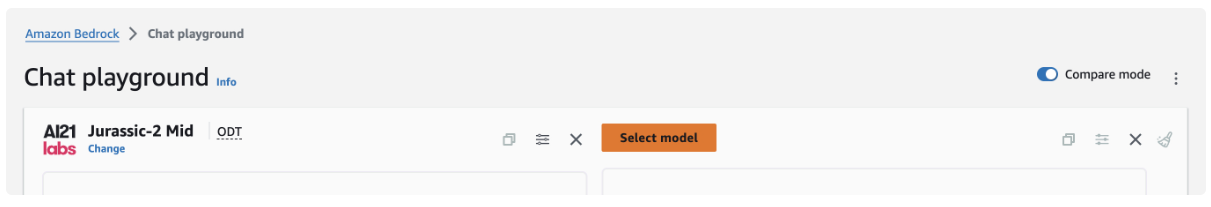 Amazon Bedrock > Chat playground
Chat playground Info
Compare mode
AI21 labs
Jurassic-2 Mid ODT
Change
Select model